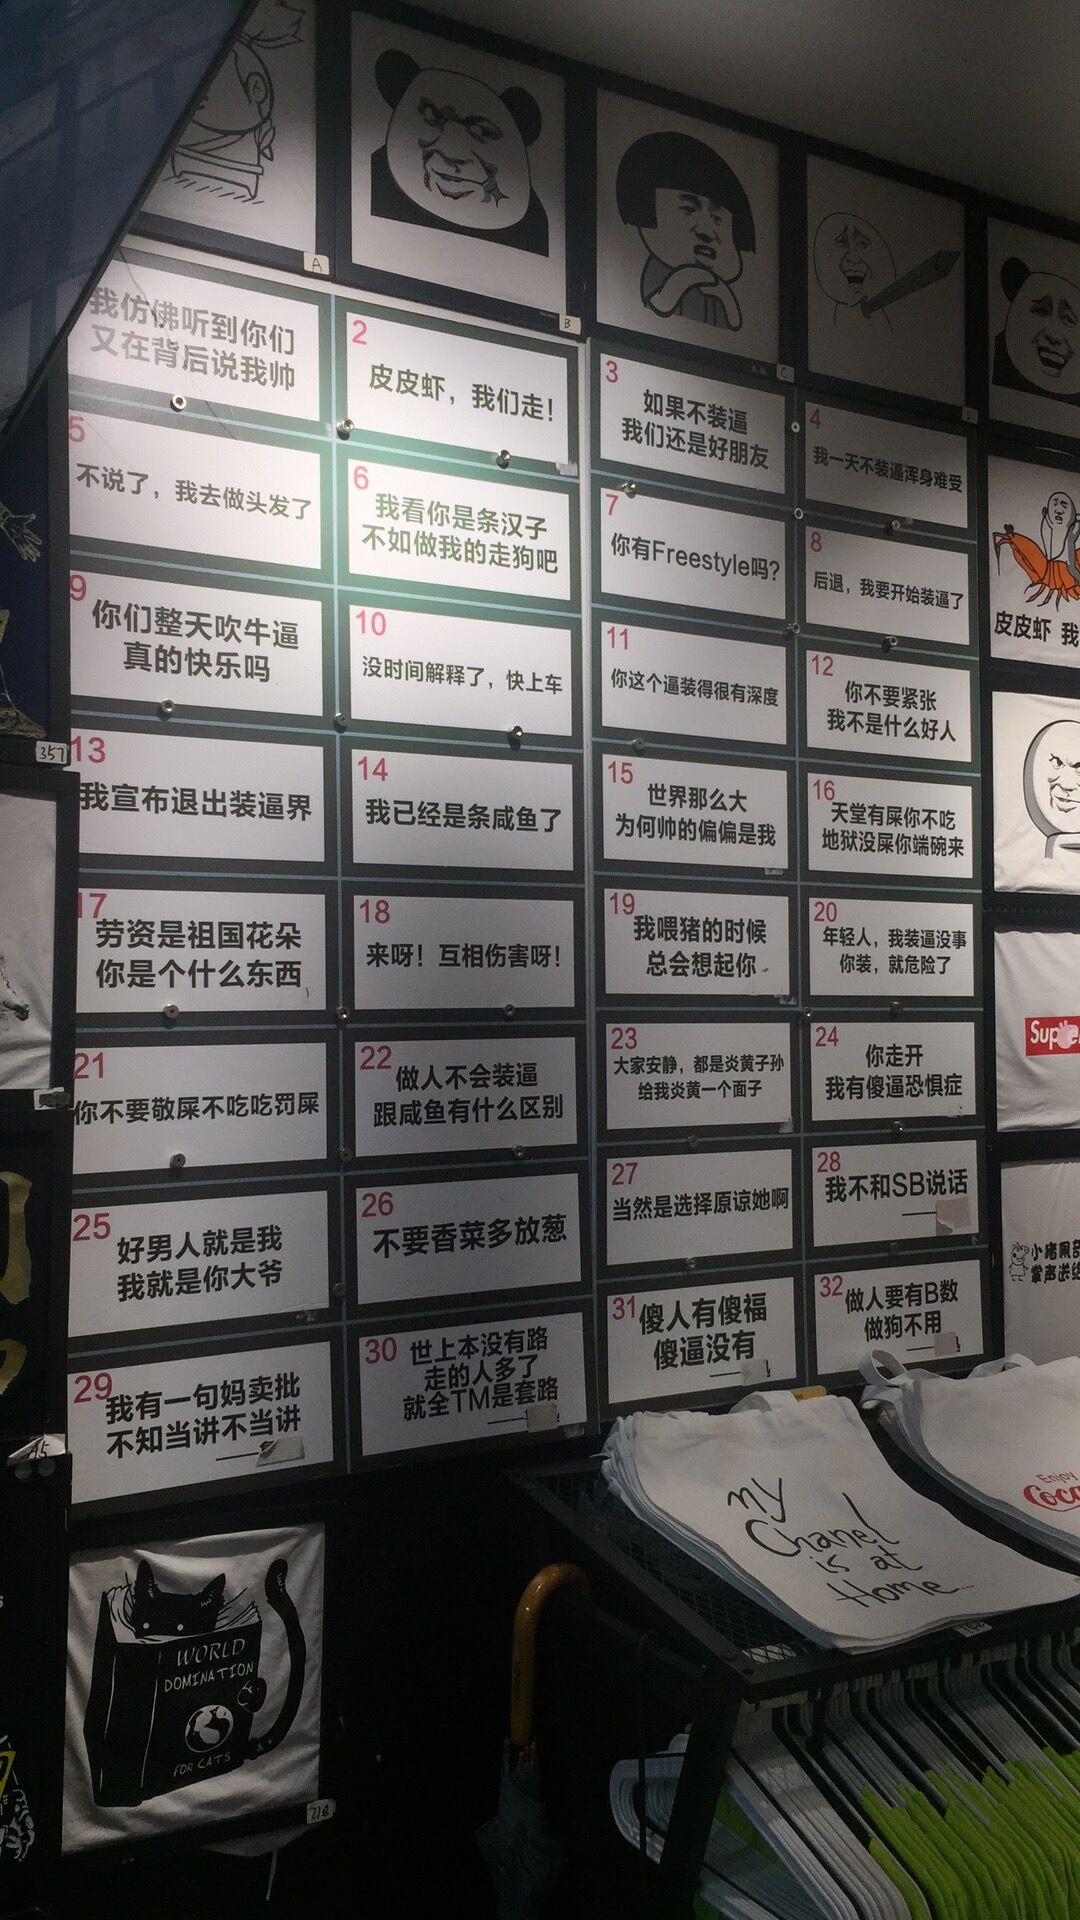 A
B
C
我仿佛听到你们
又在背后说我帅
2
皮皮虾，我们走！
3
如果不装逼
我们还是好朋友
4
我一天不装逼浑身难受
5
不说了，我去做头发了
6
我看你是条汉子
不如做我的走狗吧
7
你有Freestyle吗？
8
后退，我要开始装逼了
9
你们整天吹牛逼
真的快乐吗
10
没时间解释了，快上车
11
你这个逼装得很有深度
12
你不要紧张
我不是什么好人
13
我宣布退出装逼界
14
我已经是条咸鱼了
15
世界那么大
为何帅的偏偏是我
16
天堂有屎你不吃
地狱没屎你端碗来
17
劳资是祖国花朵
你是个什么东西
18
来呀！互相伤害呀！
19
我喂猪的时候
总会想起你
20
年轻人，我装逼没事
你装，就危险了
21
你不要敬屎不吃吃罚屎
22
做人不会装逼
跟咸鱼有什么区别
23
大家安静，都是炎黄子孙
给我炎黄一个面子
24
你走开
我有傻逼恐惧症
25
好男人就是我
我就是你大爷
26
不要香菜多放葱
27
当然是选择原谅她啊
28
我不和SB说话
29
我有一句妈卖批
不知当讲不当讲
30
世上本没有路
走的人多了
就全TM是套路
31
傻人有傻福
傻逼没有
32
做人要有B数
做狗不用
皮皮虾 我
Sup
小猪佩
掌声送给
357
A5
my
Chanel
is at
Home...
Enjoy
Coca
WORLD
DOMINATION
FOR CATS
218